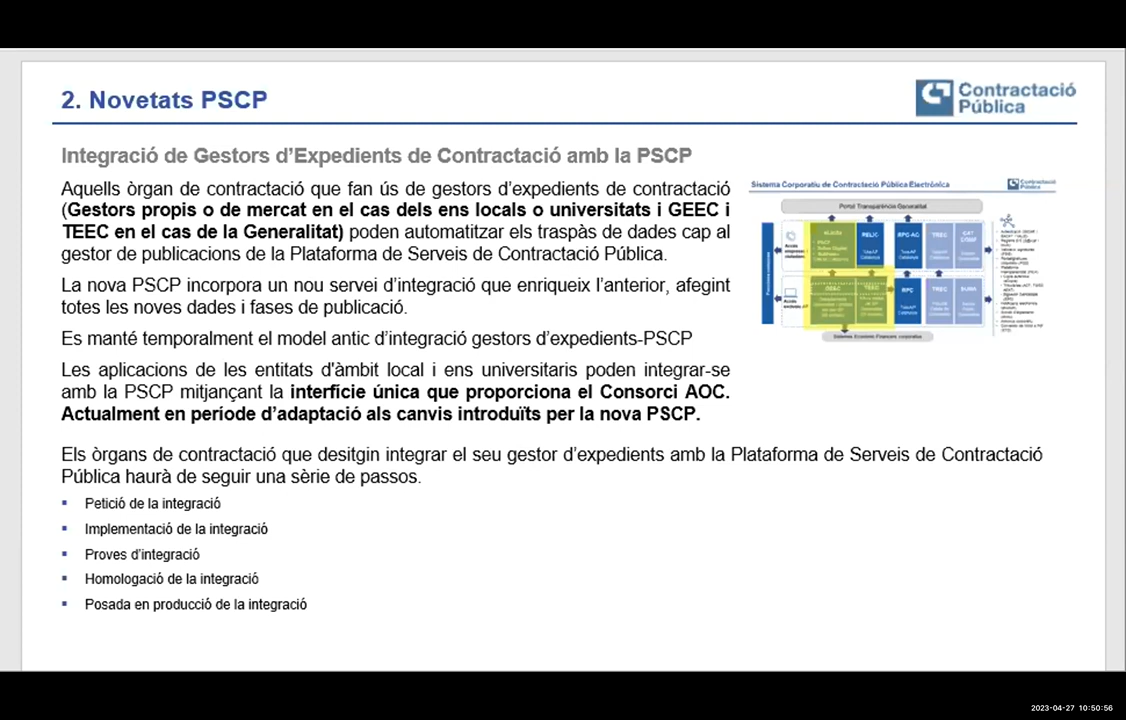 2. Novetats PSCP
Contractació
Pública
Integració de Gestors d'Expedients de Contractació amb la PSCP
Aquells òrgan de contractació que fan ús de gestors d'expedients de contractació
(Gestors propis o de mercat en el cas dels ens locals o universitats i GEEC i
TEEC en el cas de la Generalitat) poden automatitzar els traspàs de dades cap al
gestor de publicacions de la Plataforma de Serveis de Contractació Pública.
La nova PSCP incorpora un nou servei d'integració que enriqueix l'anterior, afegint
totes les noves dades i fases de publicació.
Es manté temporalment el model antic d'integració gestors d'expedients-PSCP
Les aplicacions de les entitats d'àmbit local i ens universitaris poden integrar-se
amb la PSCP mitjançant la interfície única que proporciona el Consorci AOC.
Actualment en període d'adaptació als canvis introduïts per la nova PSCP.
Els òrgans de contractació que desitgin integrar el seu gestor d'expedients amb la Plataforma de Serveis de Contractació
Pública haurà de seguir una sèrie de passos.
Petició de la integració
Implementació de la integració
Proves d'integració
Homologació de la integració
Posada en producció de la integració
Sistema Corporatiu de Contractació Pública Electrònica
Contractació
Pública
Portal Transparència Generalitat
RELIC
RPC-AG
TREC
GEEC
TEEC
RPC
TREC
Sistemes Econòmic Financers corporatius
2023-04-27 10:50:56